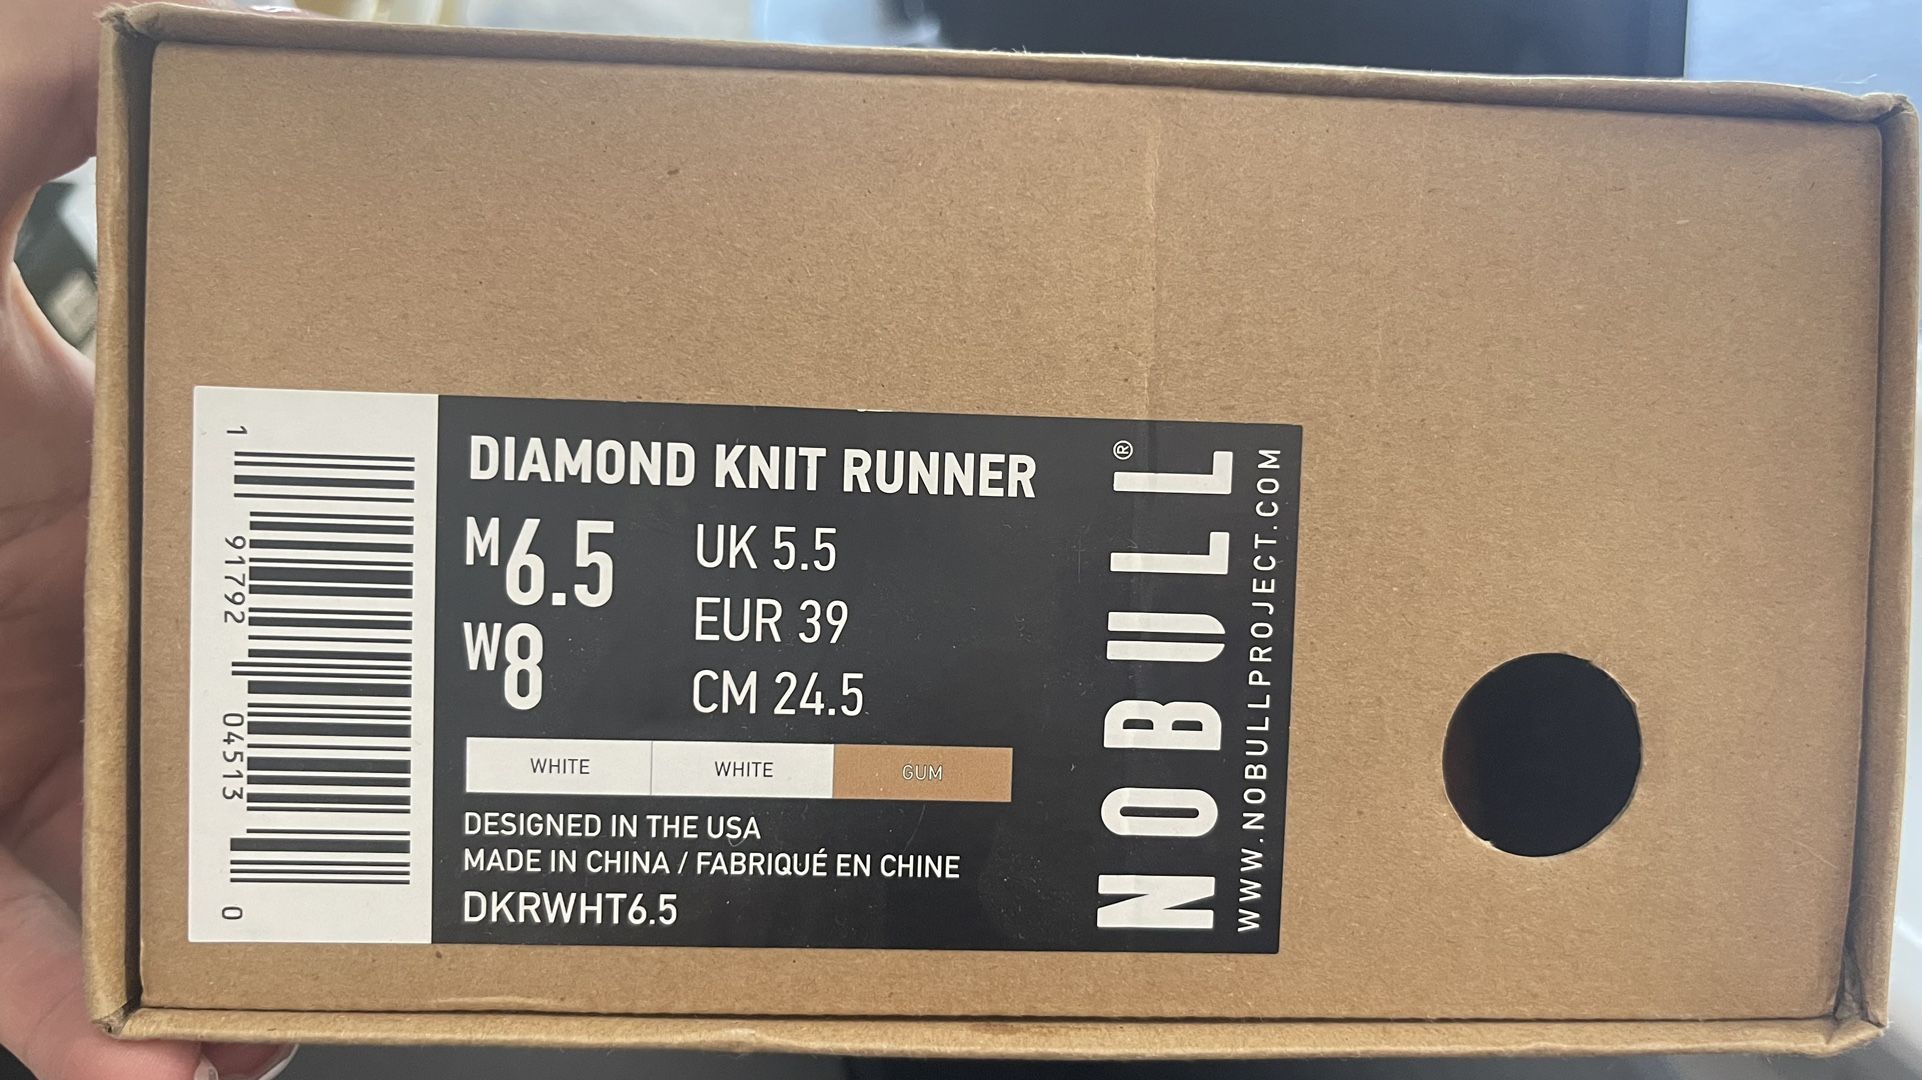 1 91792 04513 0
DIAMOND KNIT RUNNER
M6.5
W8
UK 5.5
EUR 39
CM 24.5
WHITE WHITE GUM
DESIGNED IN THE USA
MADE IN CHINA / FABRIQUÉ EN CHINE
DKRWHT6.5
NOBULL®
WWW.NOBULLPROJECT.COM